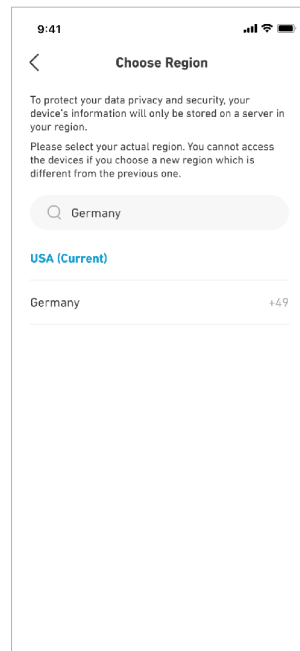 9:41
Choose Region
To protect your data privacy and security, your
device's information will only be stored on a server in
your region.
Please select your actual region. You cannot access
the devices if you choose a new region which is
different from the previous one.
Germany
USA (Current)
Germany +49